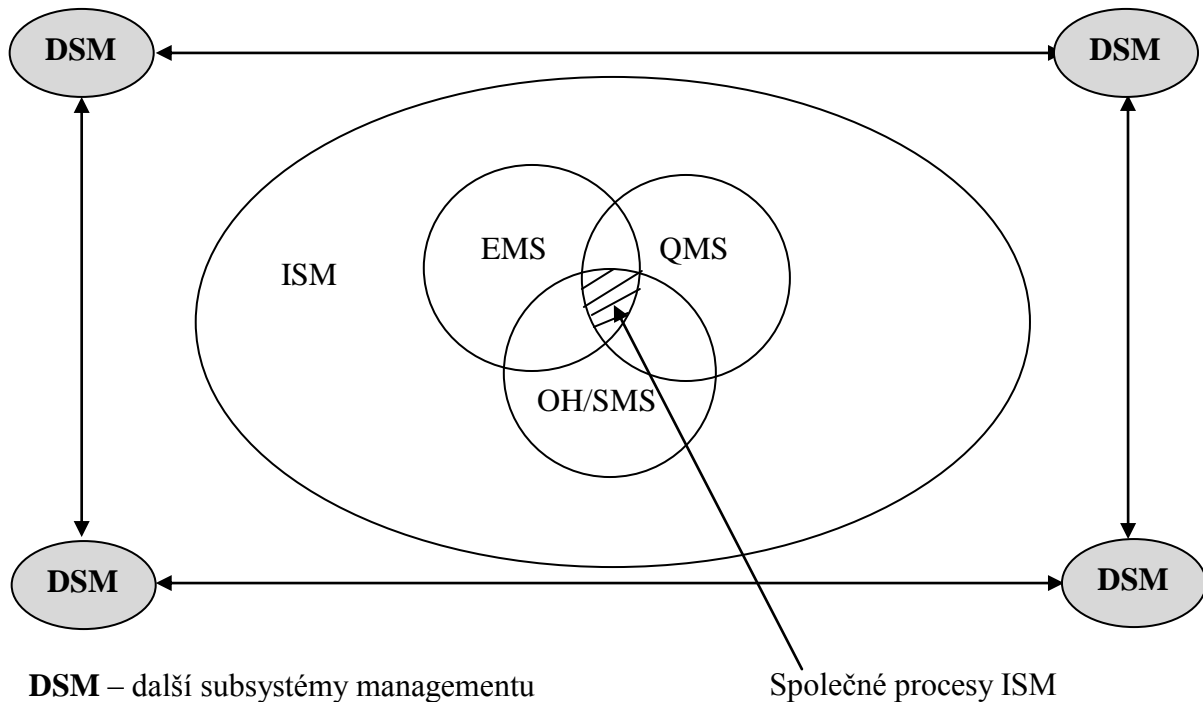 DSM
DSM
EMS
QMS
ISM
OH/SMS
DSM
DSM
DSM – další subsystémy managementu
Společné procesy ISM